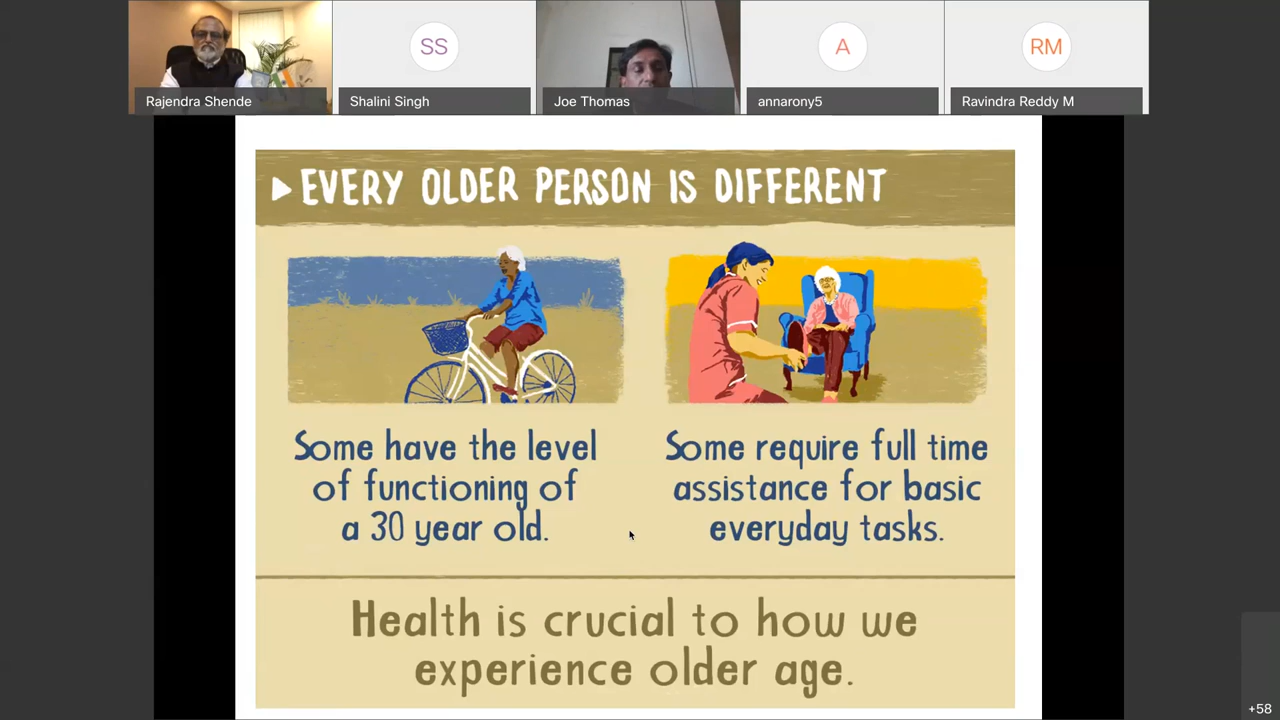 SS
A
RM
Rajendra Shende
Shalini Singh
Joe Thomas
annarony5
Ravindra Reddy M
EVERY OLDER PERSON IS DIFFERENT
Some have the level
of functioning of
a 30 year old.
Some require full time
assistance for basic
everyday tasks.
Health is crucial to how we
experience older age.
+58